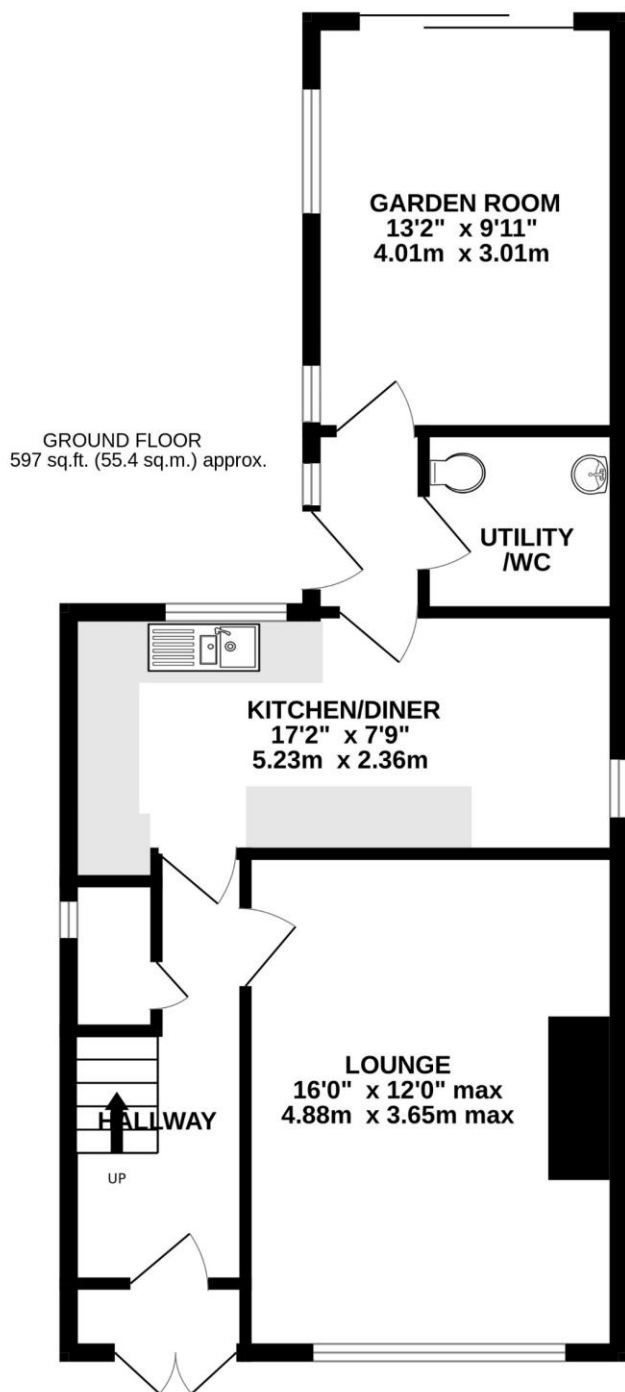 GARDEN ROOM
13'2" x 9'11"
4.01m x 3.01m
GROUND FLOOR
597 sq.ft. (55.4 sq.m.) approx.
UTILITY
/WC
KITCHEN/DINER
17'2" x 7'9"
5.23m x 2.36m
LOUNGE
16'0" x 12'0" max
4.88m x 3.65m max
HALLWAY
UP